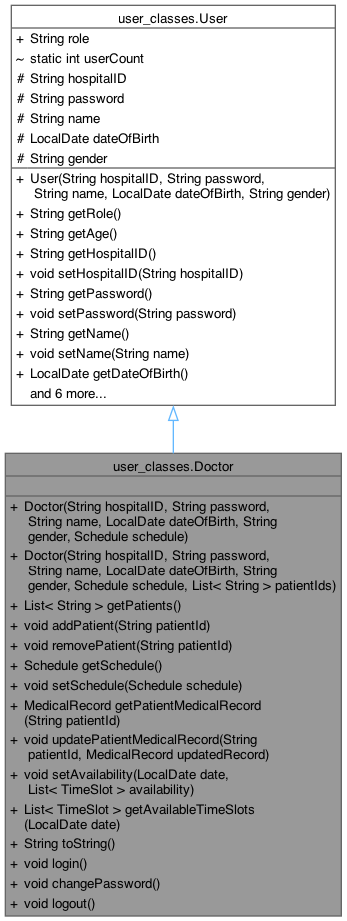 user_classes.User
+ String role
~ static int userCount
# String hospitalID
# String password
# String name
# LocalDate dateOfBirth
# String gender
+ User(String hospitalID, String password,
String name, LocalDate dateOfBirth, String gender)
+ String getRole()
+ String getAge()
+ String getHospitalID()
+ void setHospitalID(String hospitalID)
+ String getPassword()
+ void setPassword(String password)
+ String getName()
+ void setName(String name)
+ LocalDate getDateOfBirth()
and 6 more...
user_classes.Doctor
+ Doctor(String hospitalID, String password,
String name, LocalDate dateOfBirth, String
gender, Schedule schedule)
+ Doctor(String hospitalID, String password,
String name, LocalDate dateOfBirth, String
gender, Schedule schedule, List< String > patientIds)
+ List< String > getPatients()
+ void addPatient(String patientId)
+ void removePatient(String patientId)
+ Schedule getSchedule()
+ void setSchedule(Schedule schedule)
+ MedicalRecord getPatientMedicalRecord
(String patientId)
+ void updatePatientMedicalRecord(String
patientId, MedicalRecord updatedRecord)
+ void setAvailability(LocalDate date,
List< TimeSlot > availability)
+ List< TimeSlot > getAvailableTimeSlots
(LocalDate date)
+ String toString()
+ void login()
+ void changePassword()
+ void logout()